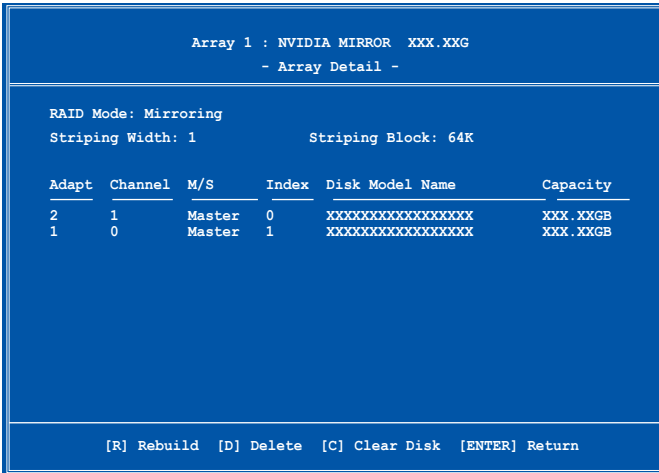 Array 1 : NVIDIA MIRROR XXX.XXG
- Array Detail -
RAID Mode: Mirroring
Striping Width: 1 Striping Block: 64K
Adapt Channel M/S Index Disk Model Name Capacity
2 1 Master 0 XXXXXXXXXXXXXXXXX XXX.XXGB
1 0 Master 1 XXXXXXXXXXXXXXXXX XXX.XXGB
[R] Rebuild [D] Delete [C] Clear Disk [ENTER] Return